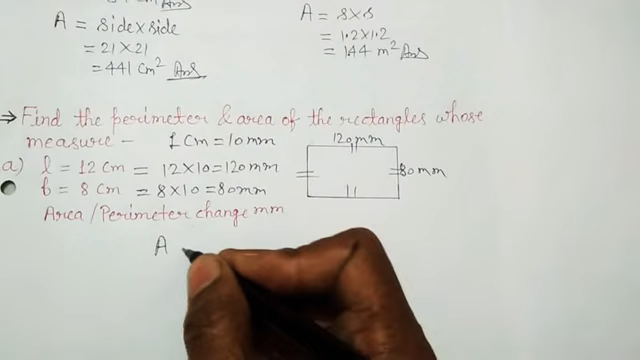 A = Side x Side
= 21 x 21
= 441 cm² Ans
A = S x S
= 1.2 x 1.2
= 1.44 m² Ans
⇒ Find the perimeter & area of the rectangles whose
measure – 1 cm = 10 mm
a) l = 12 cm = 12 x 10 = 120 mm
b = 8 cm = 8 x 10 = 80 mm
120 mm
80 mm
Area / Perimeter change mm
A